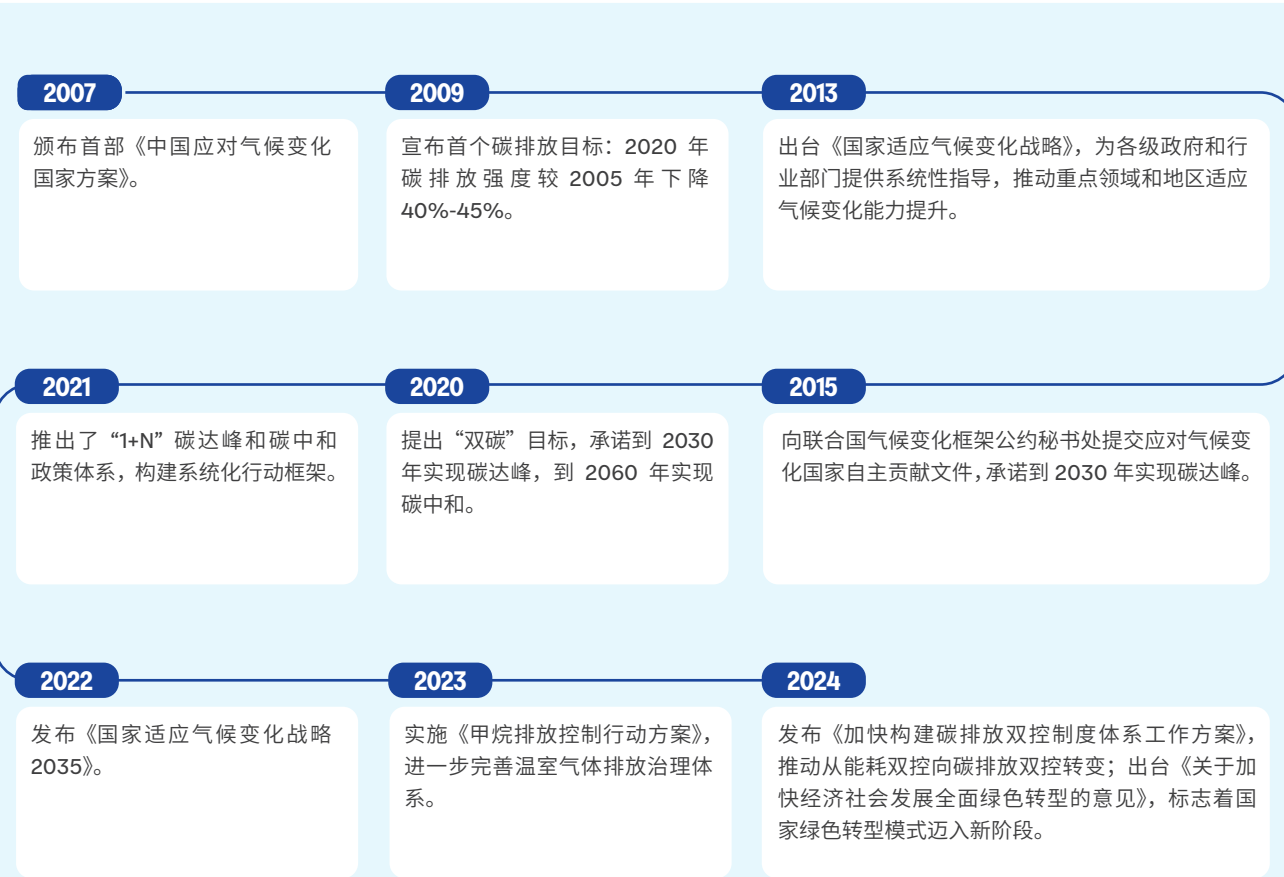 2007
颁布首部《中国应对气候变化
国家方案》。
2009
宣布首个碳排放目标：2020 年
碳排放强度较 2005 年下降
40%-45%。
2013
出台《国家适应气候变化战略》，为各级政府和行
业部门提供系统性指导，推动重点领域和地区适应
气候变化能力提升。
2015
向联合国气候变化框架公约秘书处提交应对气候变
化国家自主贡献文件，承诺到 2030 年实现碳达峰。
2020
提出“双碳”目标，承诺到 2030
年实现碳达峰，到 2060 年实现
碳中和。
2021
推出了“1+N”碳达峰和碳中和
政策体系，构建系统化行动框架。
2022
发布《国家适应气候变化战略
2035》。
2023
实施《甲烷排放控制行动方案》，
进一步完善温室气体排放治理体
系。
2024
发布《加快构建碳排放双控制度体系工作方案》，
推动从能耗双控向碳排放双控转变；出台《关于加
快经济社会发展全面绿色转型的意见》，标志着国
家绿色转型模式迈入新阶段。